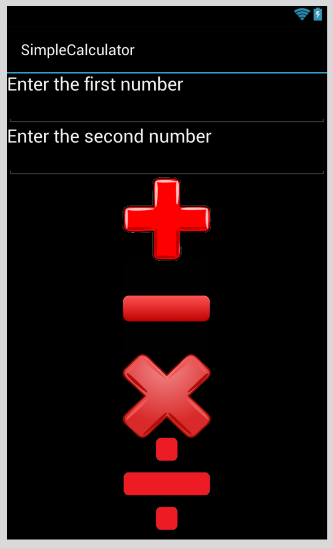 SimpleCalculator
Enter the first number
Enter the second number